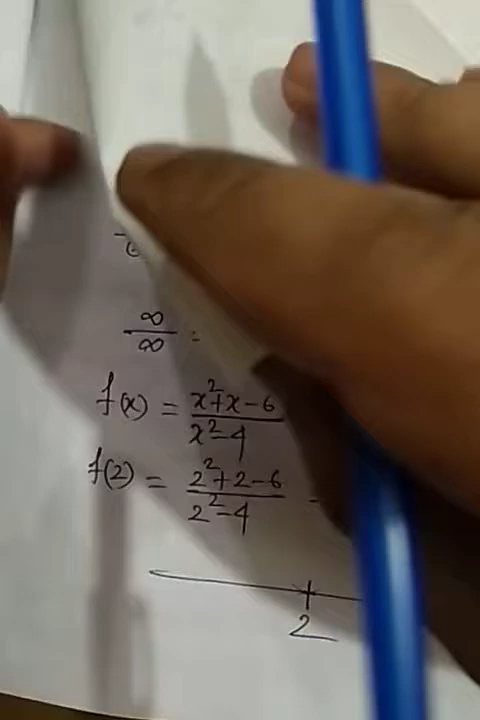 ∞/∞ =
f(x) = (x²+x-6)/(x²-4)
f(2) = (2²+2-6)/(2²-4)
2